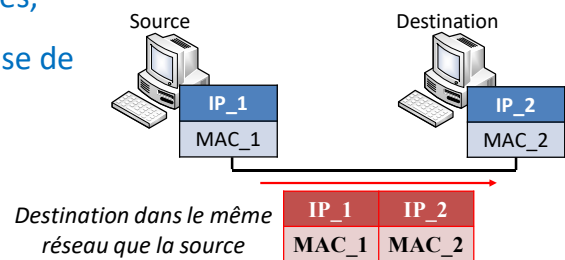 es,
se de
Source
Destination
IP_1
MAC_1
IP_2
MAC_2
Destination dans le même
réseau que la source
IP_1 IP_2
MAC_1 MAC_2